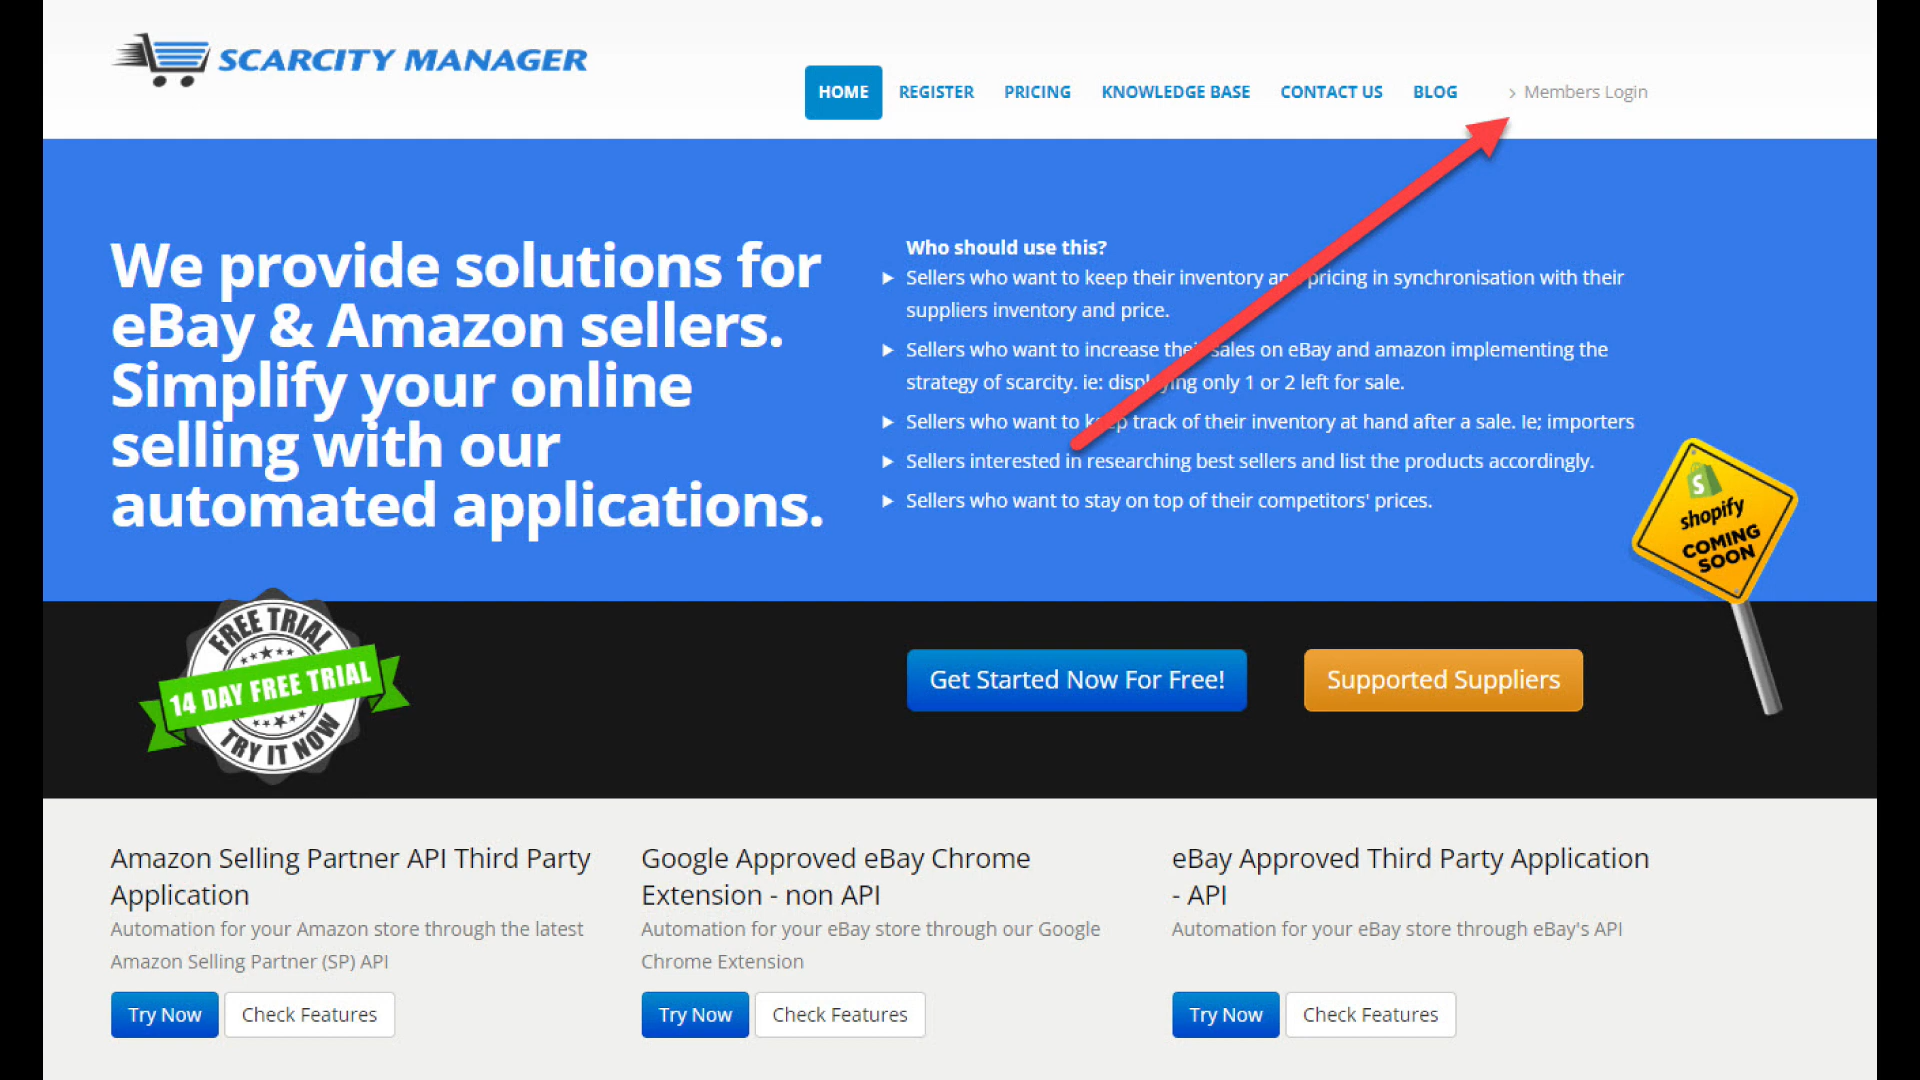 SCARCITY MANAGER
HOME REGISTER PRICING KNOWLEDGE BASE CONTACT US BLOG › Members Login
We provide solutions for
eBay & Amazon sellers.
Simplify your online
selling with our
automated applications.
Who should use this?
Sellers who want to keep their inventory and pricing in synchronisation with their
suppliers inventory and price.
Sellers who want to increase their sales on eBay and amazon implementing the
strategy of scarcity. ie: displaying only 1 or 2 left for sale.
Sellers who want to keep track of their inventory at hand after a sale. Ie; importers
Sellers interested in researching best sellers and list the products accordingly.
Sellers who want to stay on top of their competitors' prices.
S
shopify
COMING
SOON
FREE TRIAL
14 DAY FREE TRIAL
TRY IT NOW
Get Started Now For Free!
Supported Suppliers
Amazon Selling Partner API Third Party
Application
Automation for your Amazon store through the latest
Amazon Selling Partner (SP) API
Try Now
Check Features
Google Approved eBay Chrome
Extension - non API
Automation for your eBay store through our Google
Chrome Extension
Try Now
Check Features
eBay Approved Third Party Application
- API
Automation for your eBay store through eBay's API
Try Now
Check Features